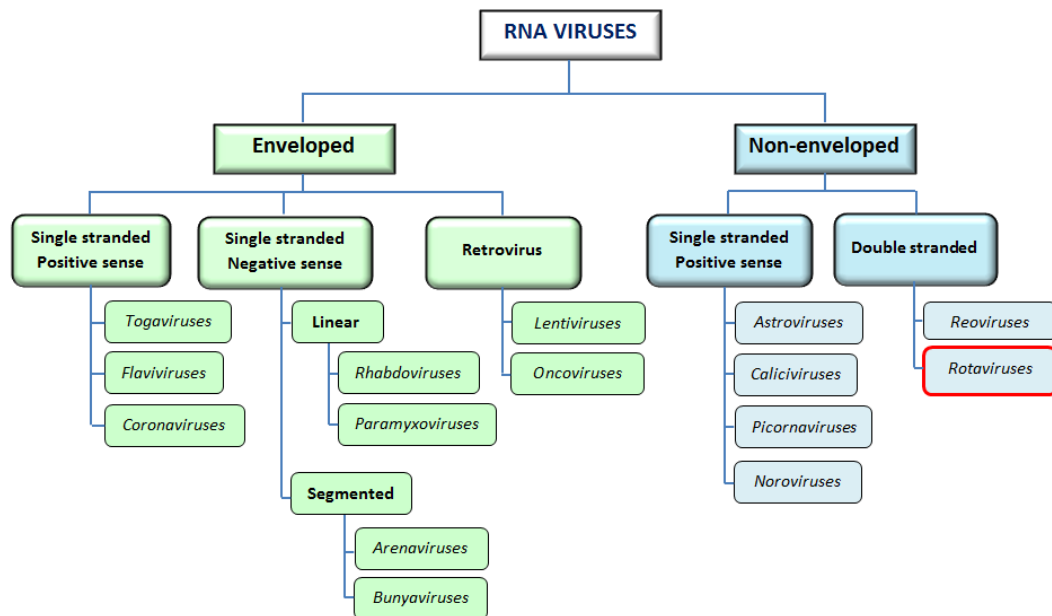 RNA VIRUSES
Enveloped
Non-enveloped
Single stranded
Positive sense
Single stranded
Negative sense
Retrovirus
Single stranded
Positive sense
Double stranded
Togaviruses
Flaviviruses
Coronaviruses
Linear
Rhabdoviruses
Paramyxoviruses
Segmented
Arenaviruses
Bunyaviruses
Lentiviruses
Oncoviruses
Astroviruses
Caliciviruses
Picornaviruses
Noroviruses
Reoviruses
Rotaviruses